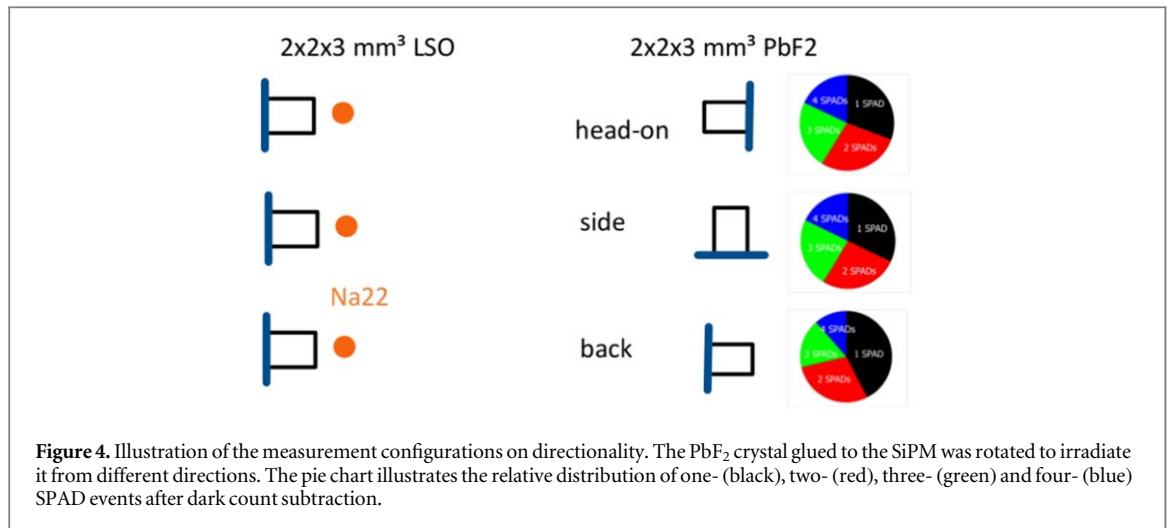 2x2x3 mm³ LSO
2x2x3 mm³ PbF2
head-on
4 SPADs
1 SPAD
3 SPADs
2 SPADs
side
4 SPADs
1 SPAD
3 SPADs
2 SPADs
Na22
back
4 SPADs
1 SPAD
3 SPADs
2 SPADs
Figure 4. Illustration of the measurement configurations on directionality. The PbF₂ crystal glued to the SiPM was rotated to irradiate
it from different directions. The pie chart illustrates the relative distribution of one- (black), two- (red), three- (green) and four- (blue)
SPAD events after dark count subtraction.